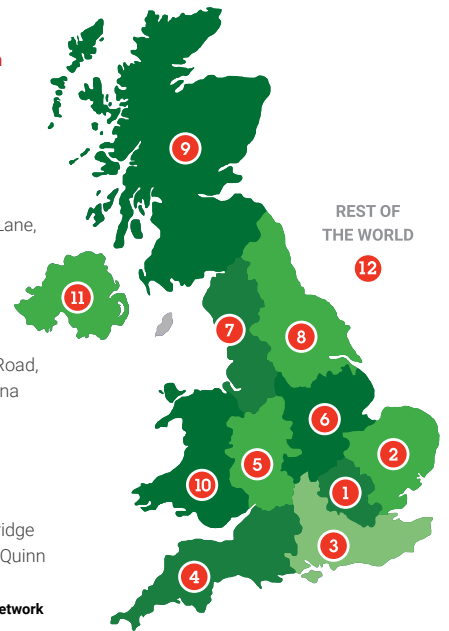 Lane,
Road,
na
ridge
Quinn
etwork
REST OF
THE WORLD
12
9
11
7
8
6
2
5
10
1
3
4